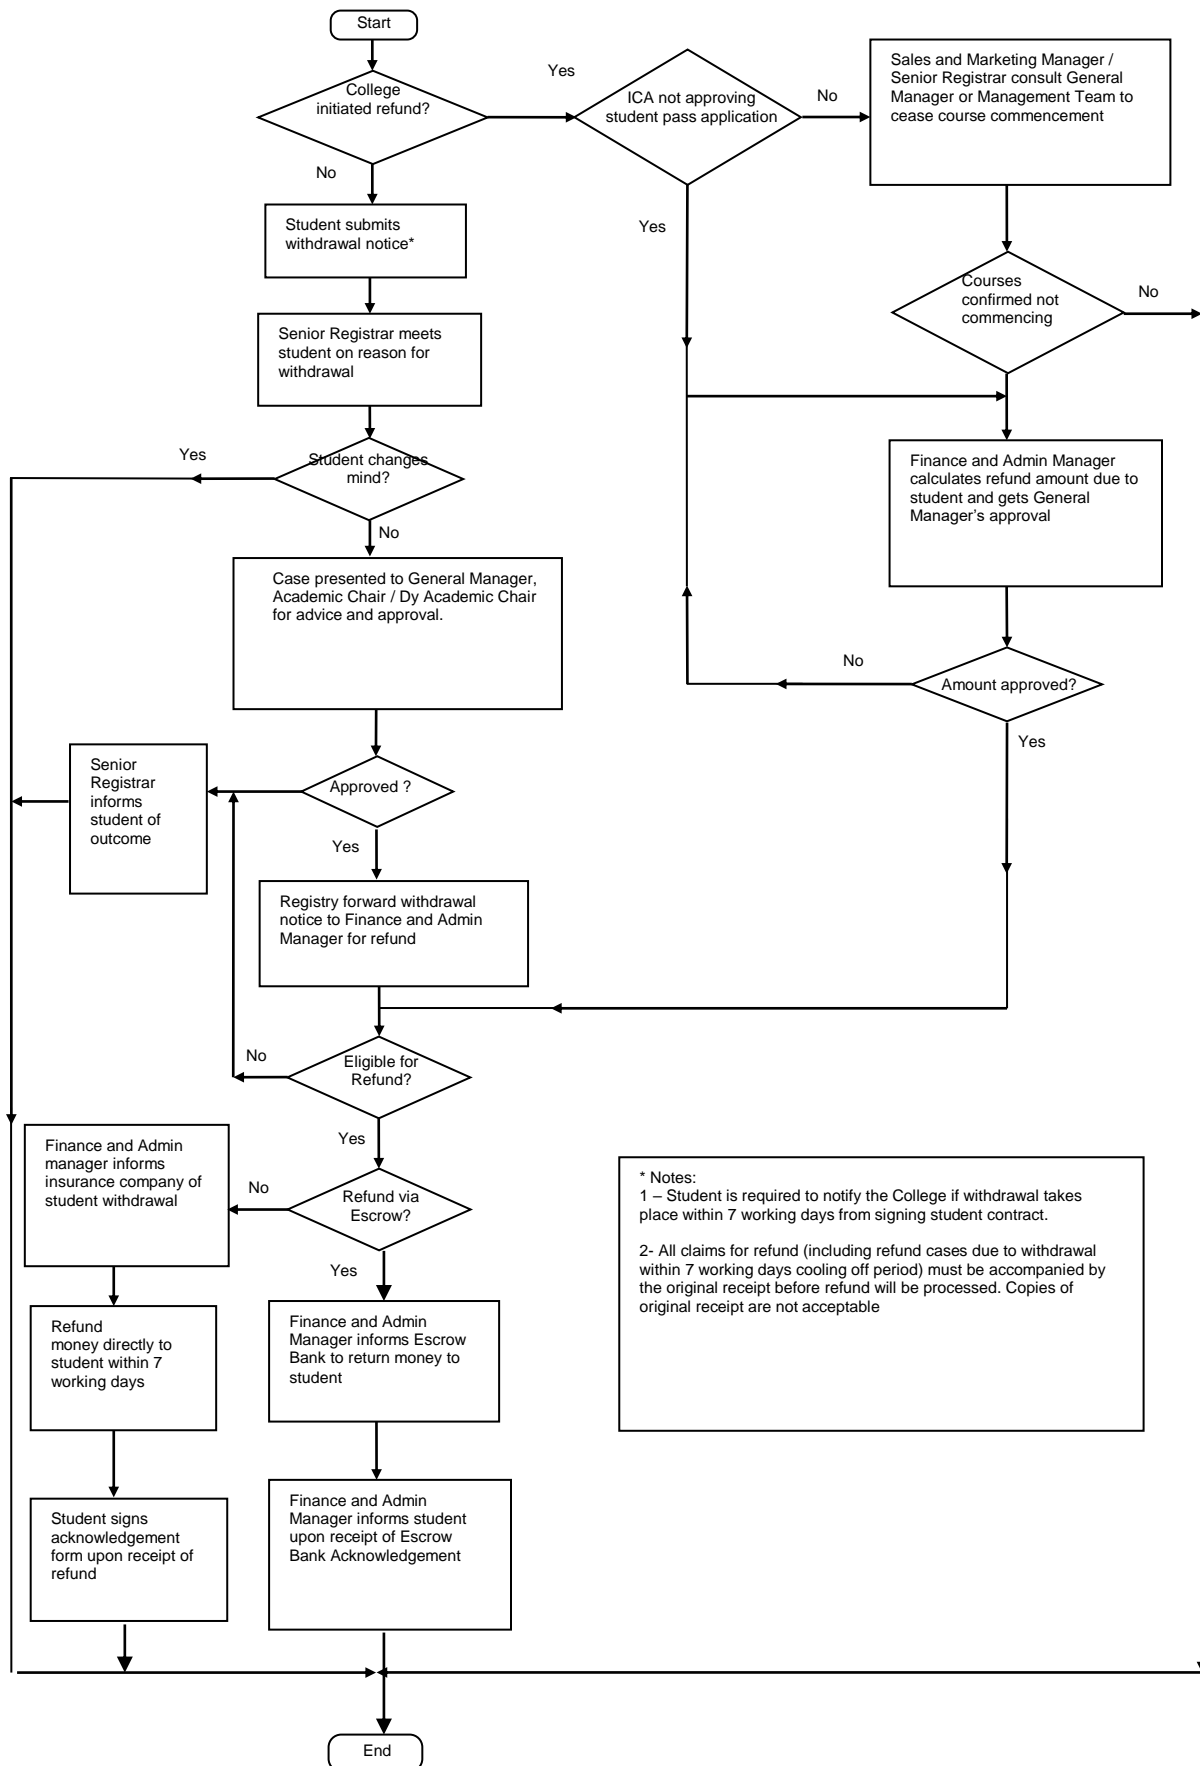 Start
College
initiated refund?
Yes
ICA not approving
student pass application
No
Sales and Marketing Manager /
Senior Registrar consult General
Manager or Management Team to
cease course commencement
No
Student submits
withdrawal notice*
Yes
Courses
confirmed not
commencing
No
Senior Registrar meets
student on reason for
withdrawal
Yes
Student changes
mind?
No
Finance and Admin Manager
calculates refund amount due to
student and gets General
Manager’s approval
Case presented to General Manager,
Academic Chair / Dy Academic Chair
for advice and approval.
No
Amount approved?
Yes
Senior
Registrar
informs
student of
outcome
Approved ?
Yes
Registry forward withdrawal
notice to Finance and Admin
Manager for refund
No
Eligible for
Refund?
Yes
Finance and Admin
manager informs
insurance company of
student withdrawal
No
Refund via
Escrow?
Yes
* Notes:
1 – Student is required to notify the College if withdrawal takes
place within 7 working days from signing student contract.
2- All claims for refund (including refund cases due to withdrawal
within 7 working days cooling off period) must be accompanied by
the original receipt before refund will be processed. Copies of
original receipt are not acceptable
Refund
money directly to
student within 7
working days
Finance and Admin
Manager informs Escrow
Bank to return money to
student
Student signs
acknowledgement
form upon receipt of
refund
Finance and Admin
Manager informs student
upon receipt of Escrow
Bank Acknowledgement
End